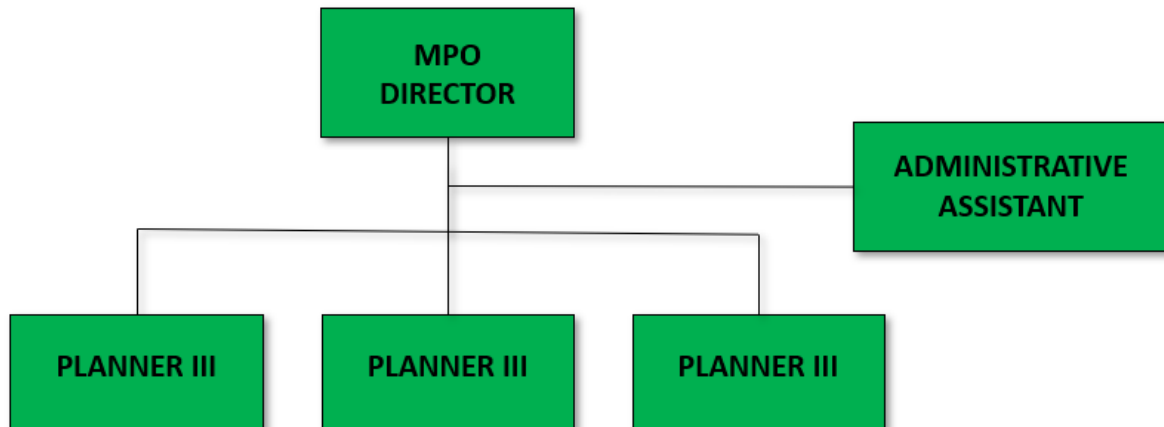 MPO
DIRECTOR
ADMINISTRATIVE
ASSISTANT
PLANNER III
PLANNER III
PLANNER III